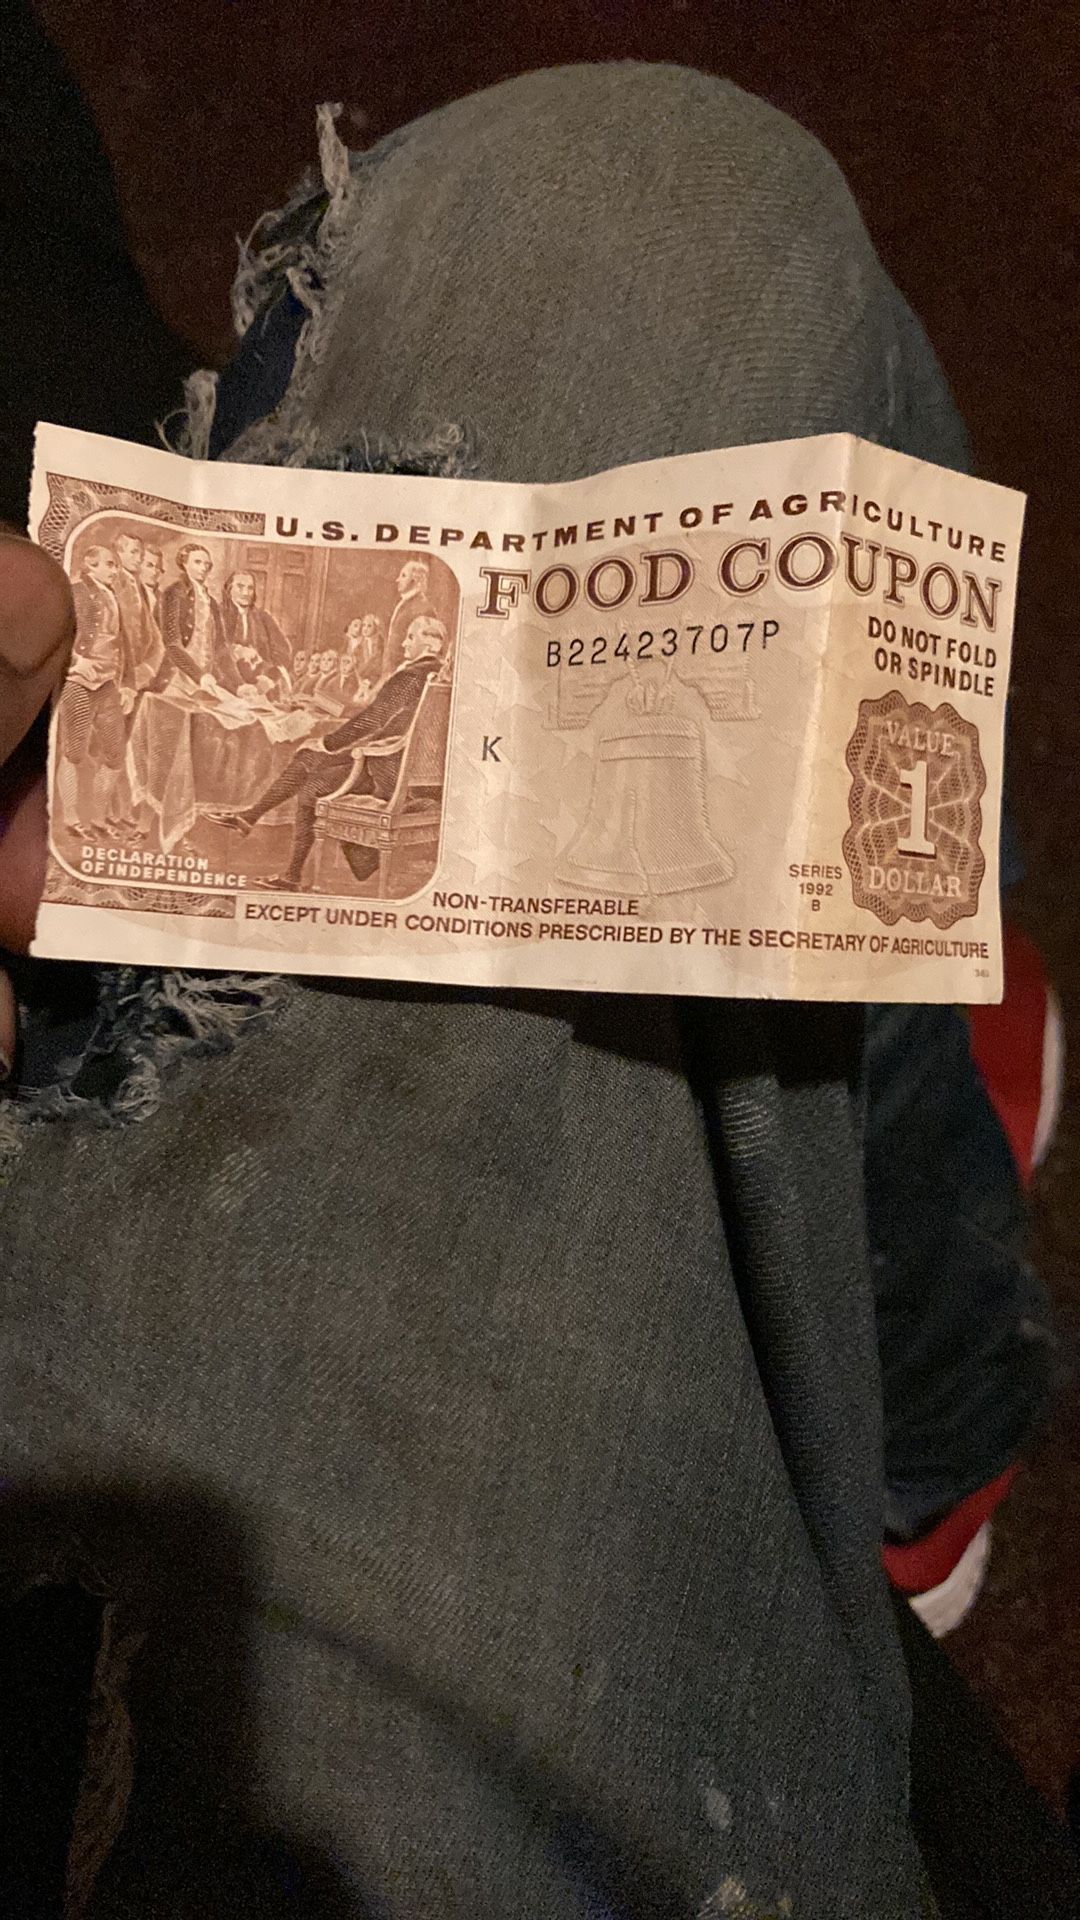 U.S. DEPARTMENT OF AGRICULTURE
FOOD COUPON
B22423707P
DO NOT FOLD
OR SPINDLE
K
VALUE
1
DOLLAR
SERIES
1992
B
DECLARATION
OF INDEPENDENCE
NON-TRANSFERABLE
EXCEPT UNDER CONDITIONS PRESCRIBED BY THE SECRETARY OF AGRICULTURE